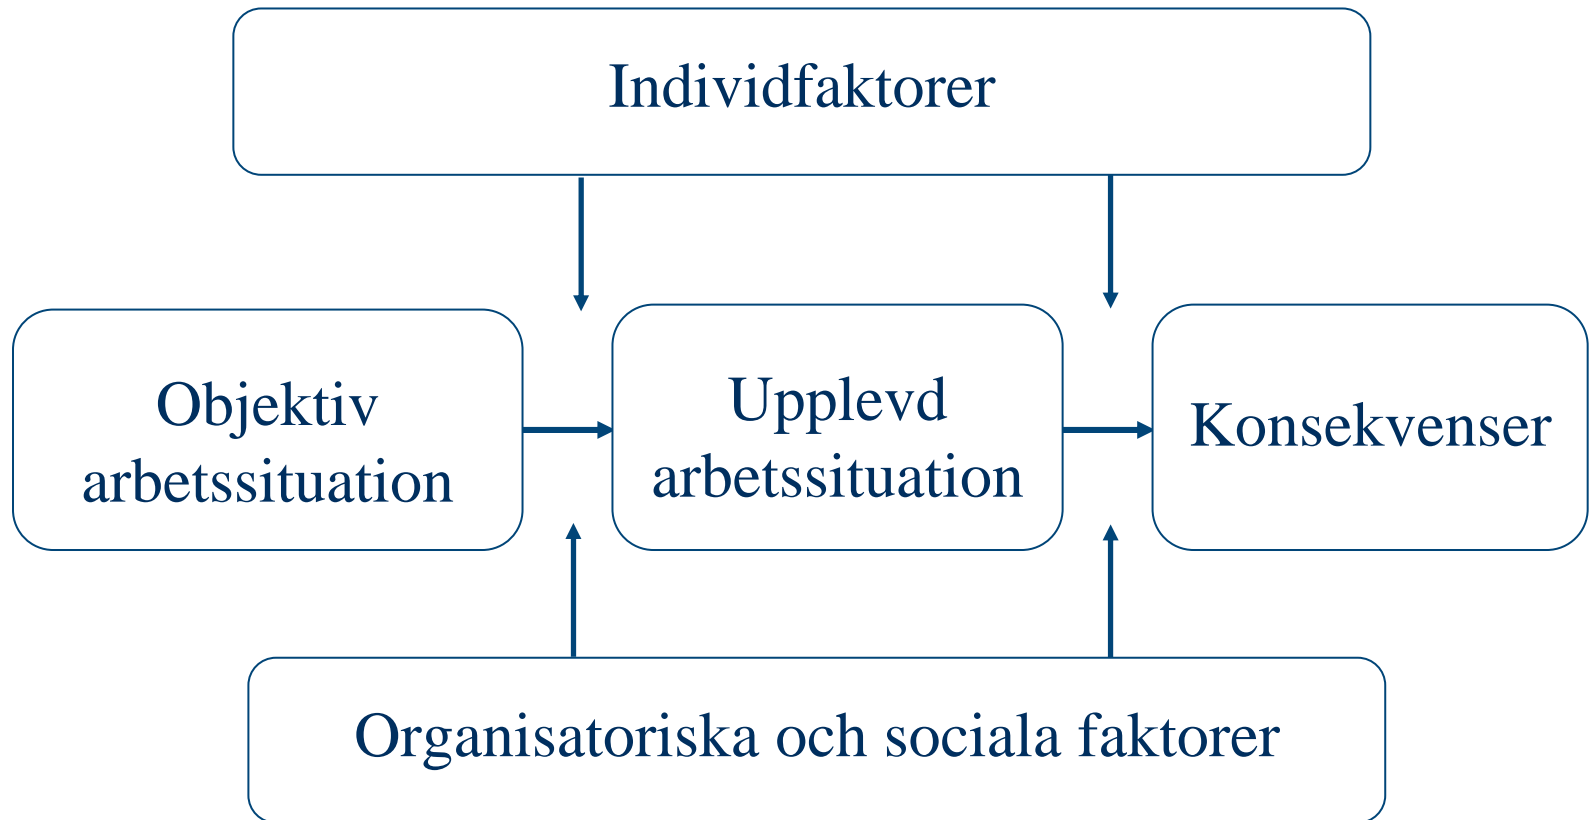 Individfaktorer
Objektiv
arbetssituation
Upplevd
arbetssituation
Konsekvenser
Organisatoriska och sociala faktorer